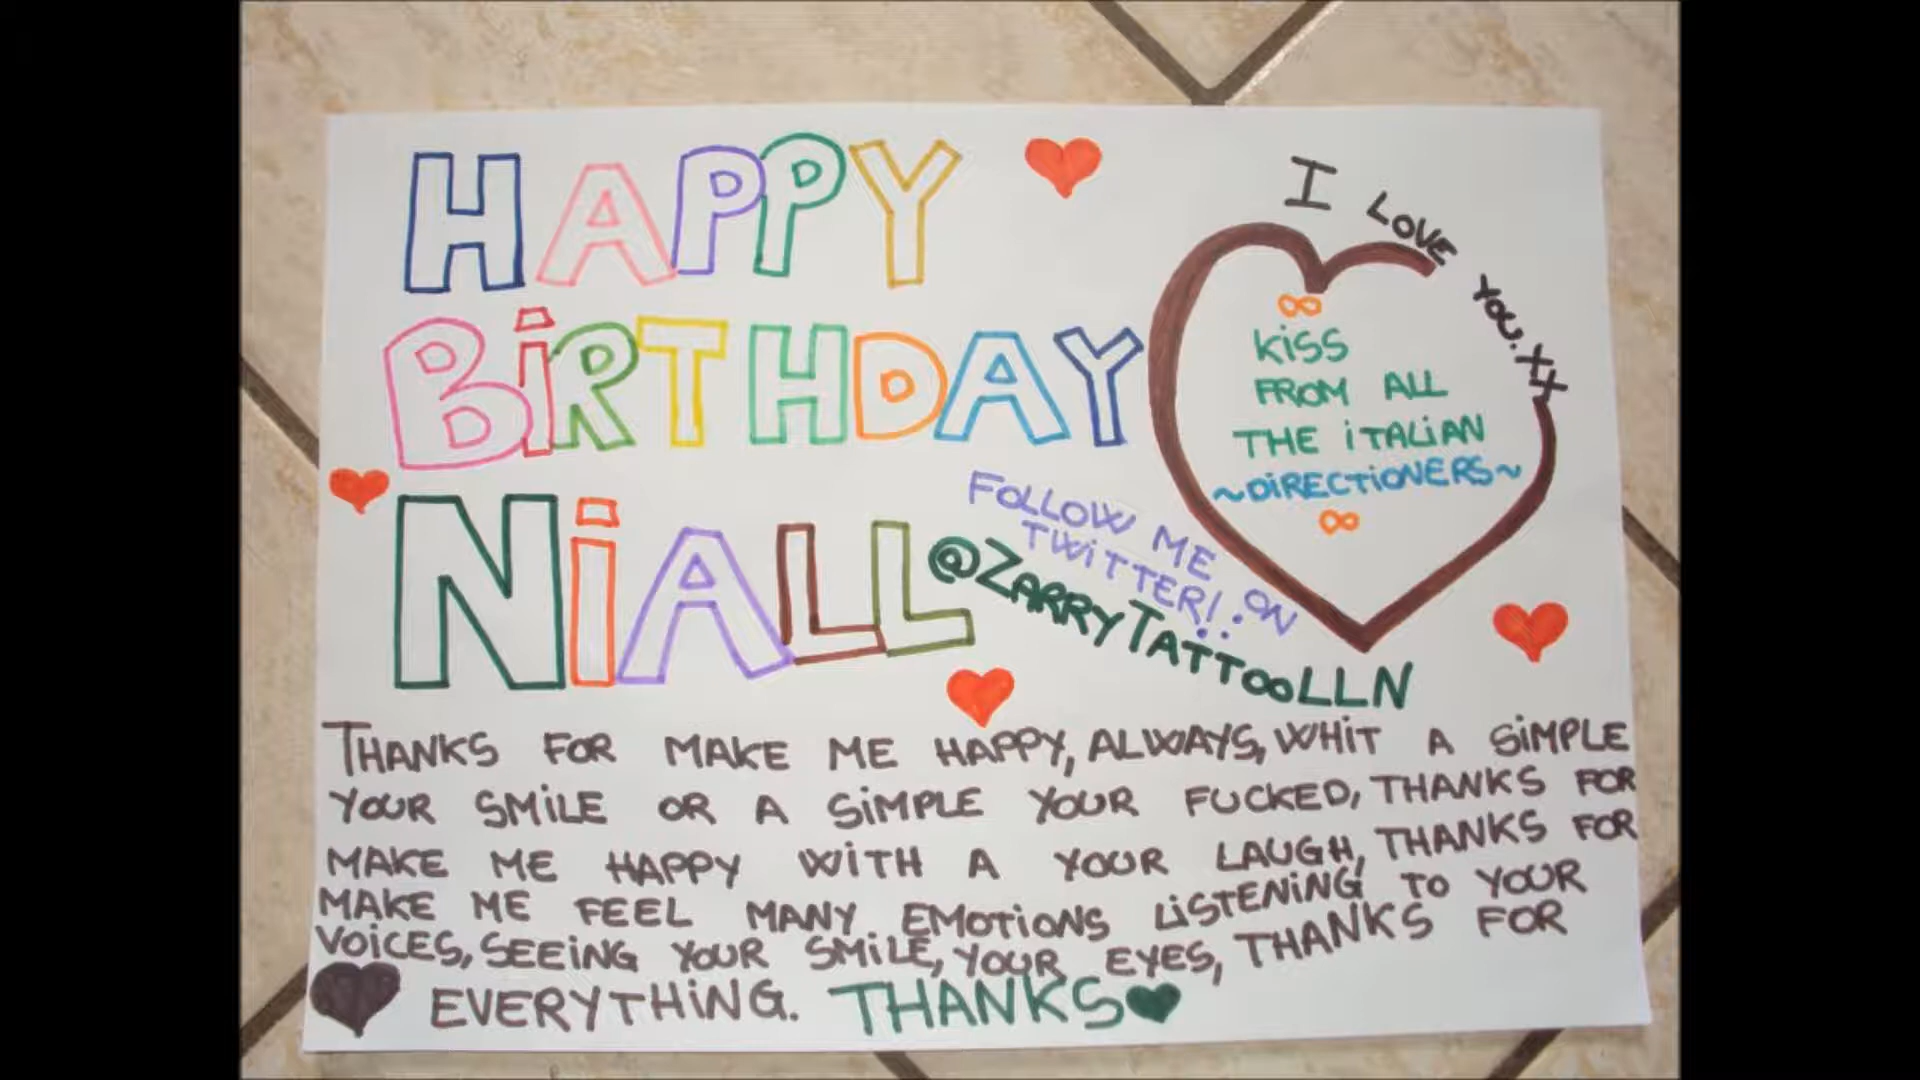 HAPPY
BiRTHDAY
NiALL
I LOVE YOU.XX
∞
KiSS
FROM ALL
THE iTALiAN
~DiRECTiONERS~
∞
FOLLOW ME ON
TWiTTER!..
@ZARRYTATTOOLLN
THANKS FOR MAKE ME HAPPY, ALWAYS, WHIT A SiMPLE
YOUR SMiLE OR A SiMPLE YOUR FUCKED, THANKS FOR
MAKE ME HAPPY WiTH A YOUR LAUGH, THANKS FOR
MAKE ME FEEL MANY EMOTiONS LiSTENiNG TO YOUR
VOiCES, SEEiNG YOUR SMiLE, YOUR EYES, THANKS FOR
EVERYTHiNG. THANKS